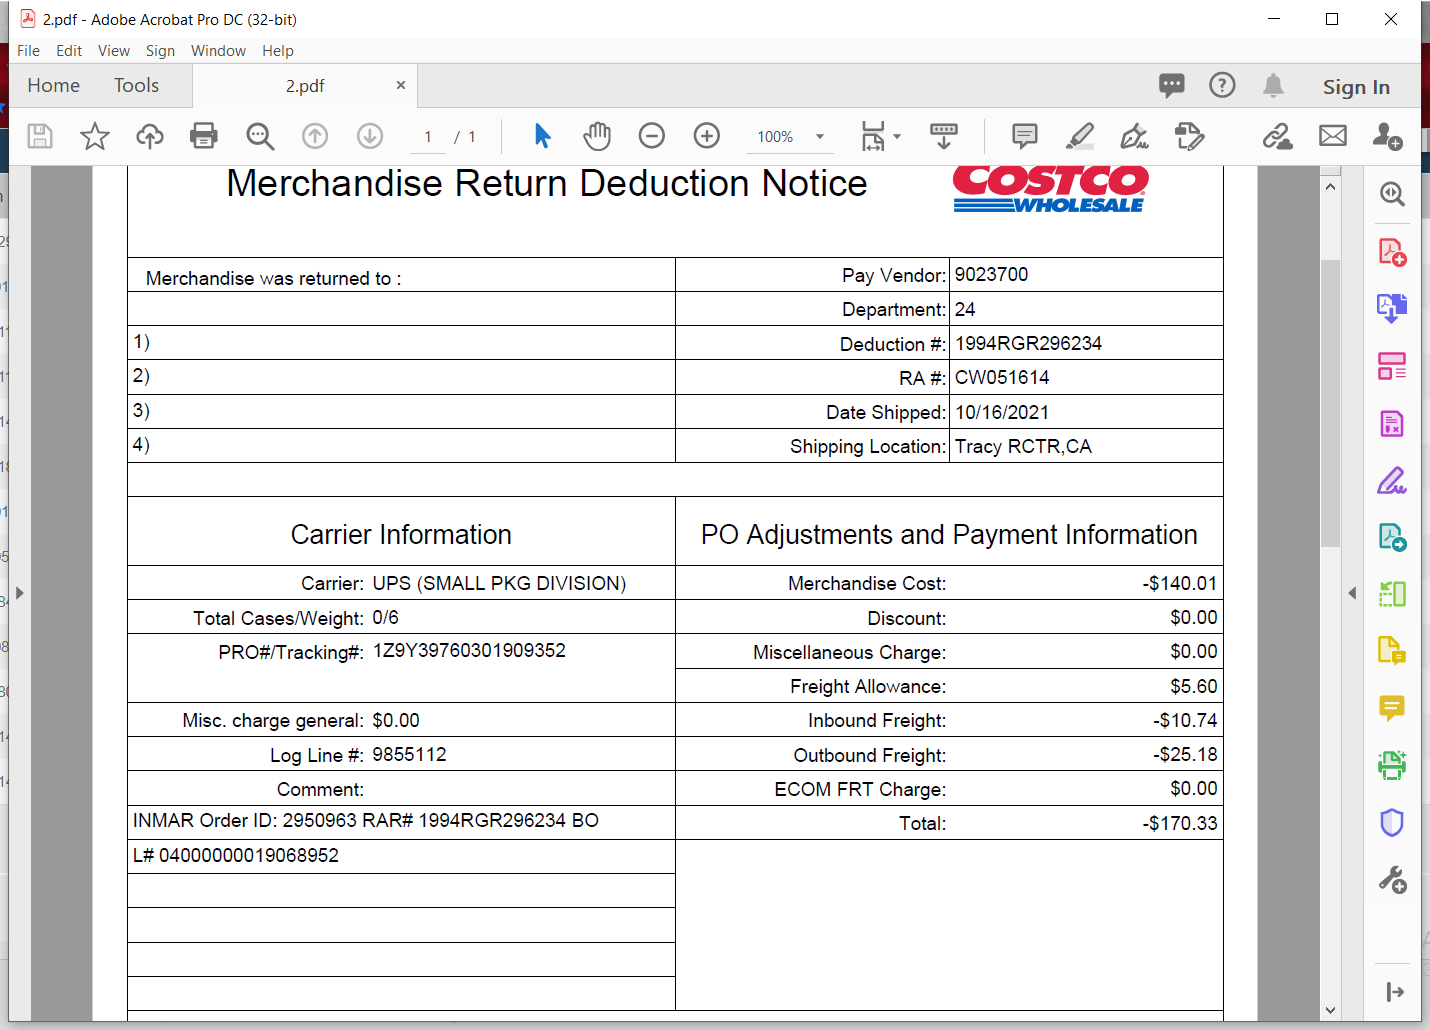 2.pdf - Adobe Acrobat Pro DC (32-bit)
File Edit View Sign Window Help
Home Tools 2.pdf × Sign In
1 / 1 100%
Merchandise Return Deduction Notice
COSTCO
WHOLESALE
Merchandise was returned to :
Pay Vendor: 9023700
Department: 24
1) Deduction #: 1994RGR296234
2) RA #: CW051614
3) Date Shipped: 10/16/2021
4) Shipping Location: Tracy RCTR,CA
Carrier Information
PO Adjustments and Payment Information
Carrier: UPS (SMALL PKG DIVISION) Merchandise Cost: -$140.01
Total Cases/Weight: 0/6 Discount: $0.00
PRO#/Tracking#: 1Z9Y39760301909352 Miscellaneous Charge: $0.00
Freight Allowance: $5.60
Misc. charge general: $0.00 Inbound Freight: -$10.74
Log Line #: 9855112 Outbound Freight: -$25.18
Comment: ECOM FRT Charge: $0.00
INMAR Order ID: 2950963 RAR# 1994RGR296234 BO Total: -$170.33
L# 04000000019068952